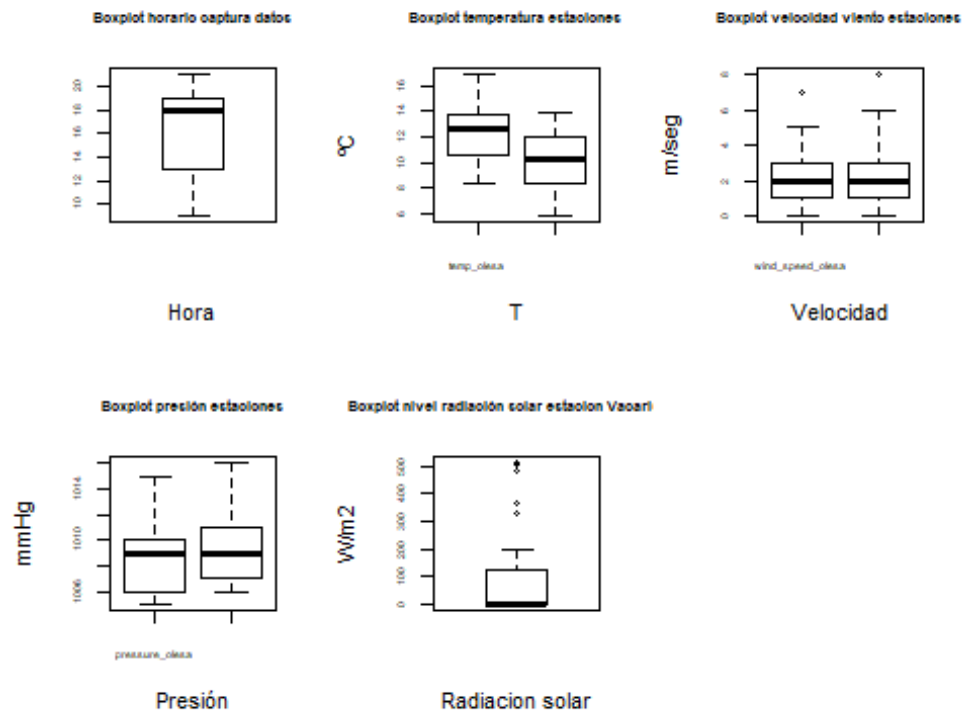 Boxplot horario captura datos
20
18
16
14
12
10
Hora
Boxplot temperatura estaciones
ºC
16
14
12
10
8
6
temp_olesa
T
Boxplot velocidad viento estaciones
m/seg
8
6
4
2
0
wind_speed_olesa
Velocidad
Boxplot presión estaciones
mmHg
1014
1010
1006
pressure_olesa
Presión
Boxplot nivel radiación solar estacion Vacari
W/m2
500
400
300
200
100
0
Radiacion solar